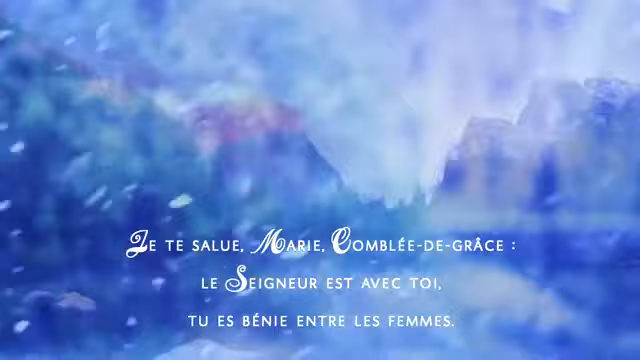 Je te salue, Marie, Comblée-de-grâce :
le Seigneur est avec toi,
tu es bénie entre les femmes.